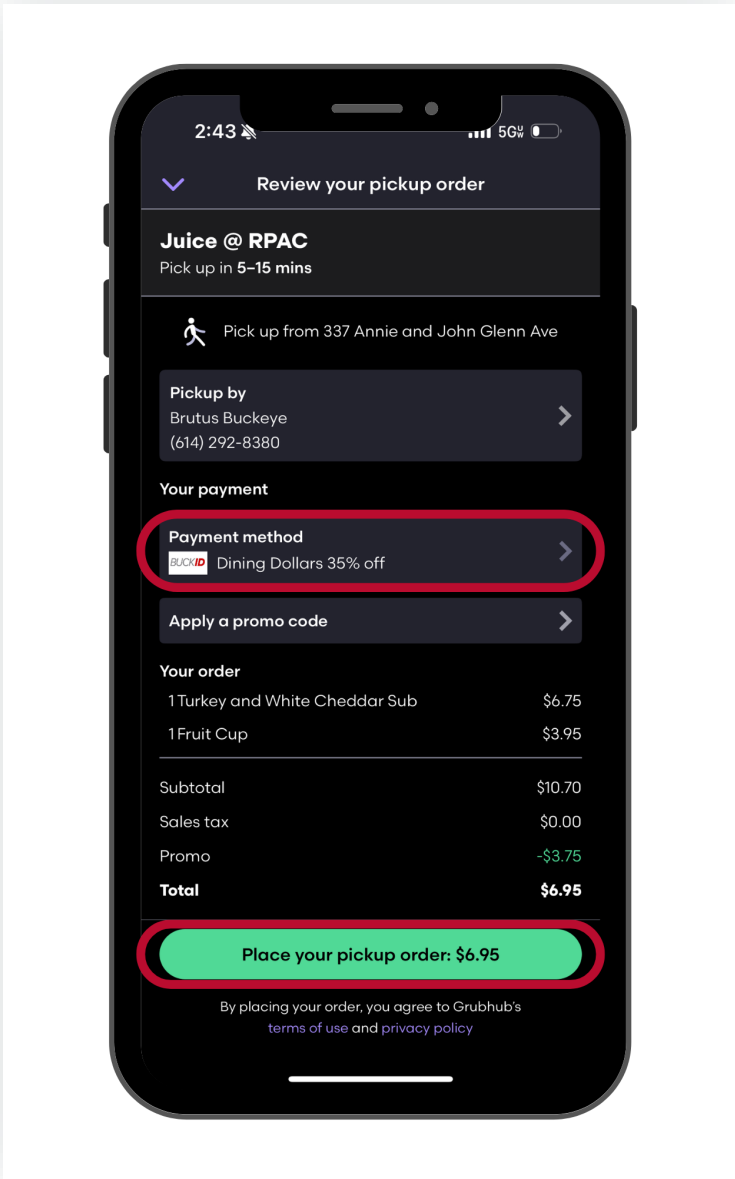 2:43 5GUW
Review your pickup order
Juice @ RPAC
Pick up in 5–15 mins
Pick up from 337 Annie and John Glenn Ave
Pickup by
Brutus Buckeye
(614) 292-8380
Your payment
Payment method
BUCKID Dining Dollars 35% off
Apply a promo code
Your order
1 Turkey and White Cheddar Sub $6.75
1 Fruit Cup $3.95
Subtotal $10.70
Sales tax $0.00
Promo -$3.75
Total $6.95
Place your pickup order: $6.95
By placing your order, you agree to Grubhub's
terms of use and privacy policy